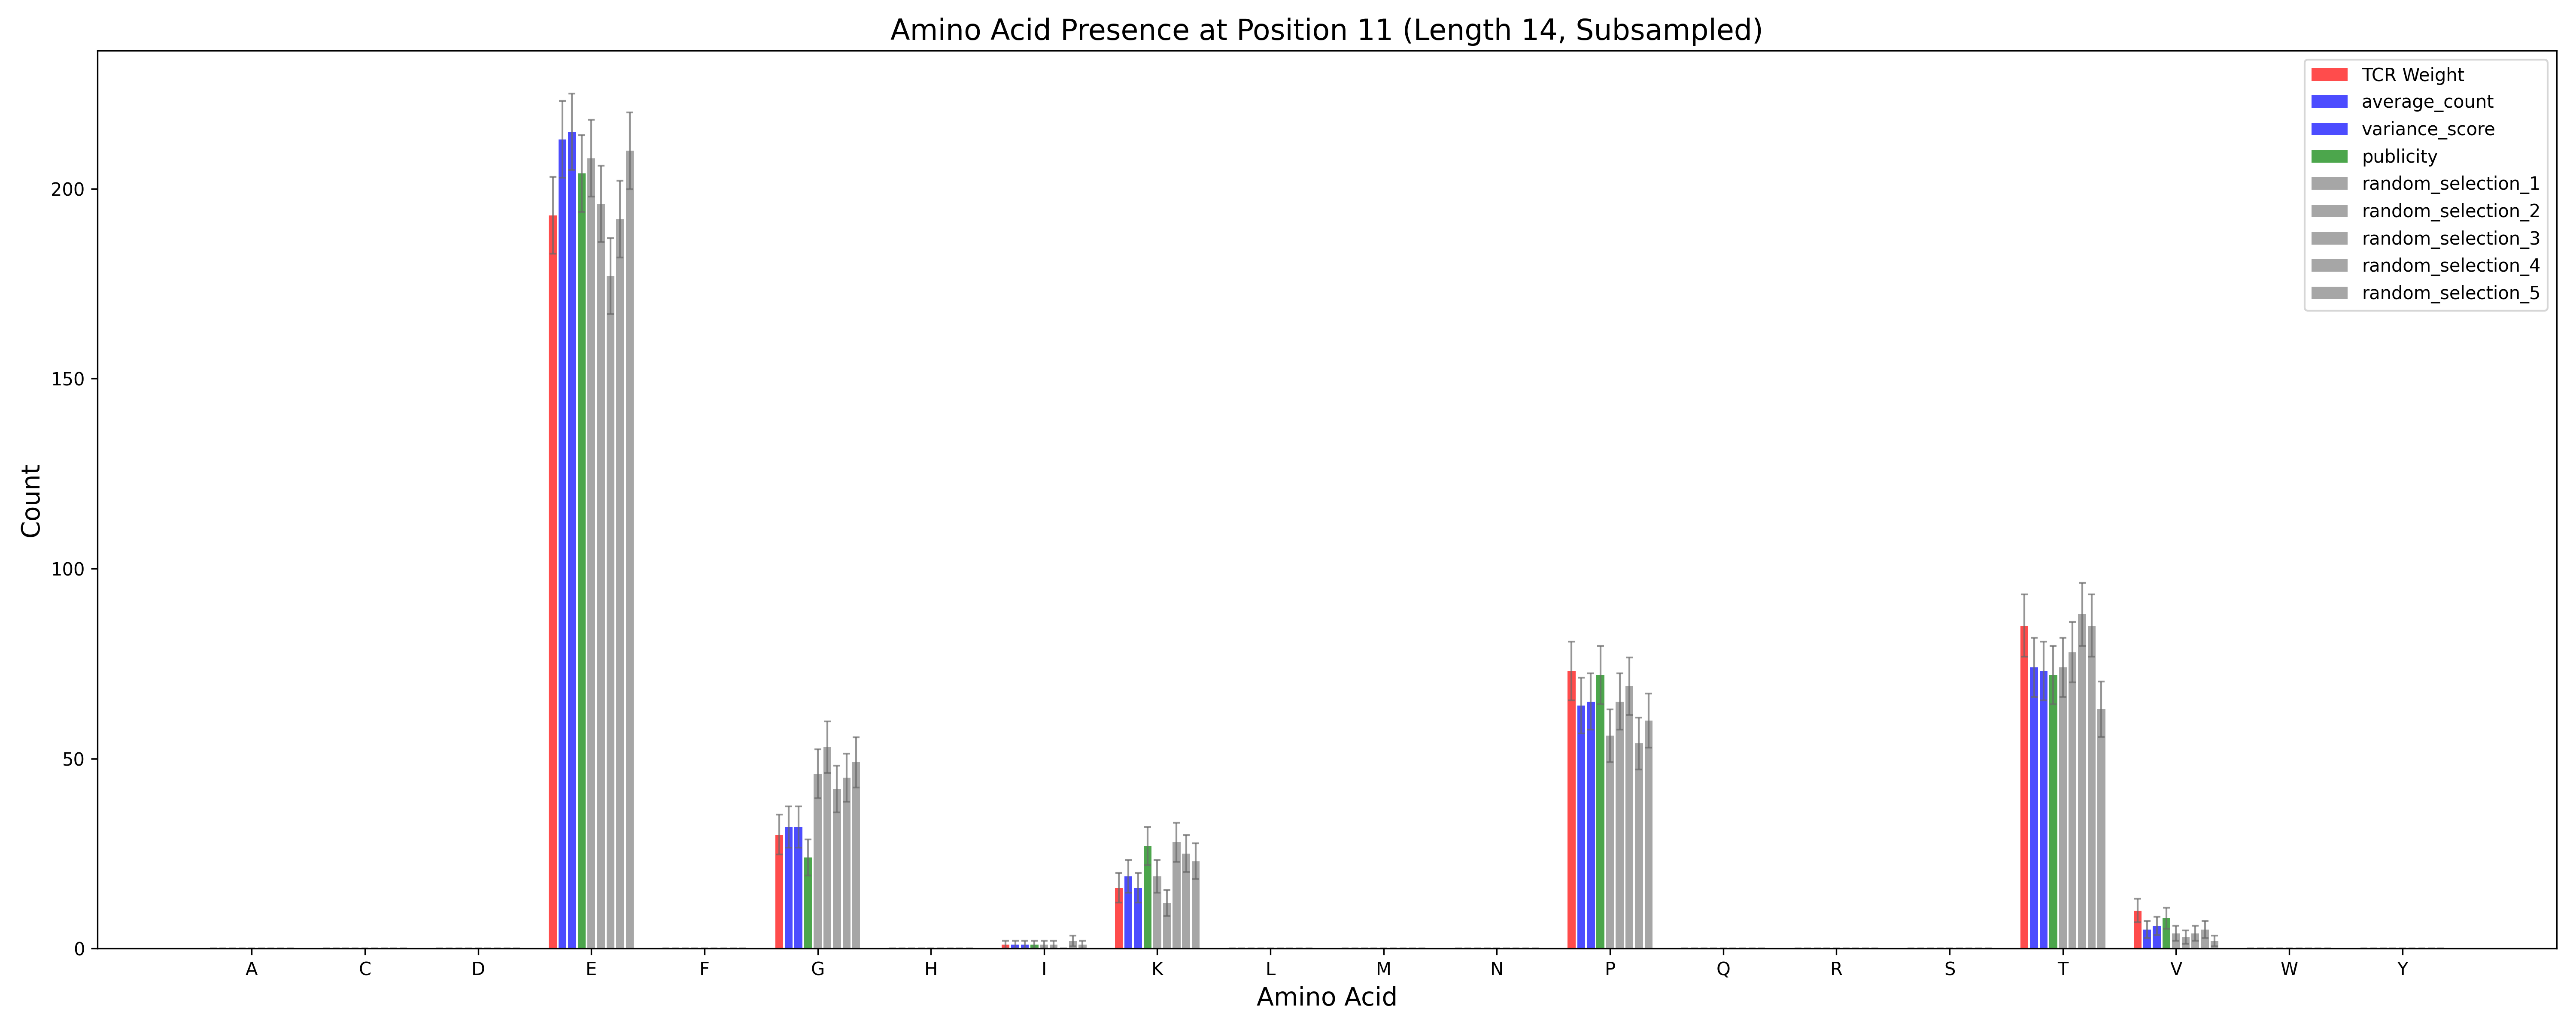 Amino Acid Presence at Position 11 (Length 14, Subsampled)
TCR Weight
average_count
variance_score
publicity
random_selection_1
random_selection_2
random_selection_3
random_selection_4
random_selection_5
Count
200
150
100
50
0
A C D E F G H I K L M N P Q R S T V W Y
Amino Acid